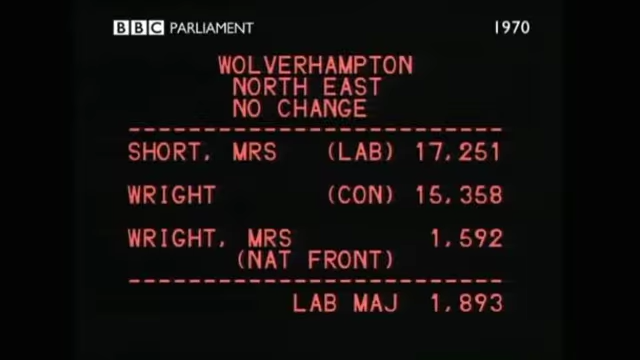 BBC PARLIAMENT 1970
WOLVERHAMPTON
NORTH EAST
NO CHANGE
SHORT, MRS (LAB) 17,251
WRIGHT (CON) 15,358
WRIGHT, MRS 1,592
(NAT FRONT)
LAB MAJ 1,893